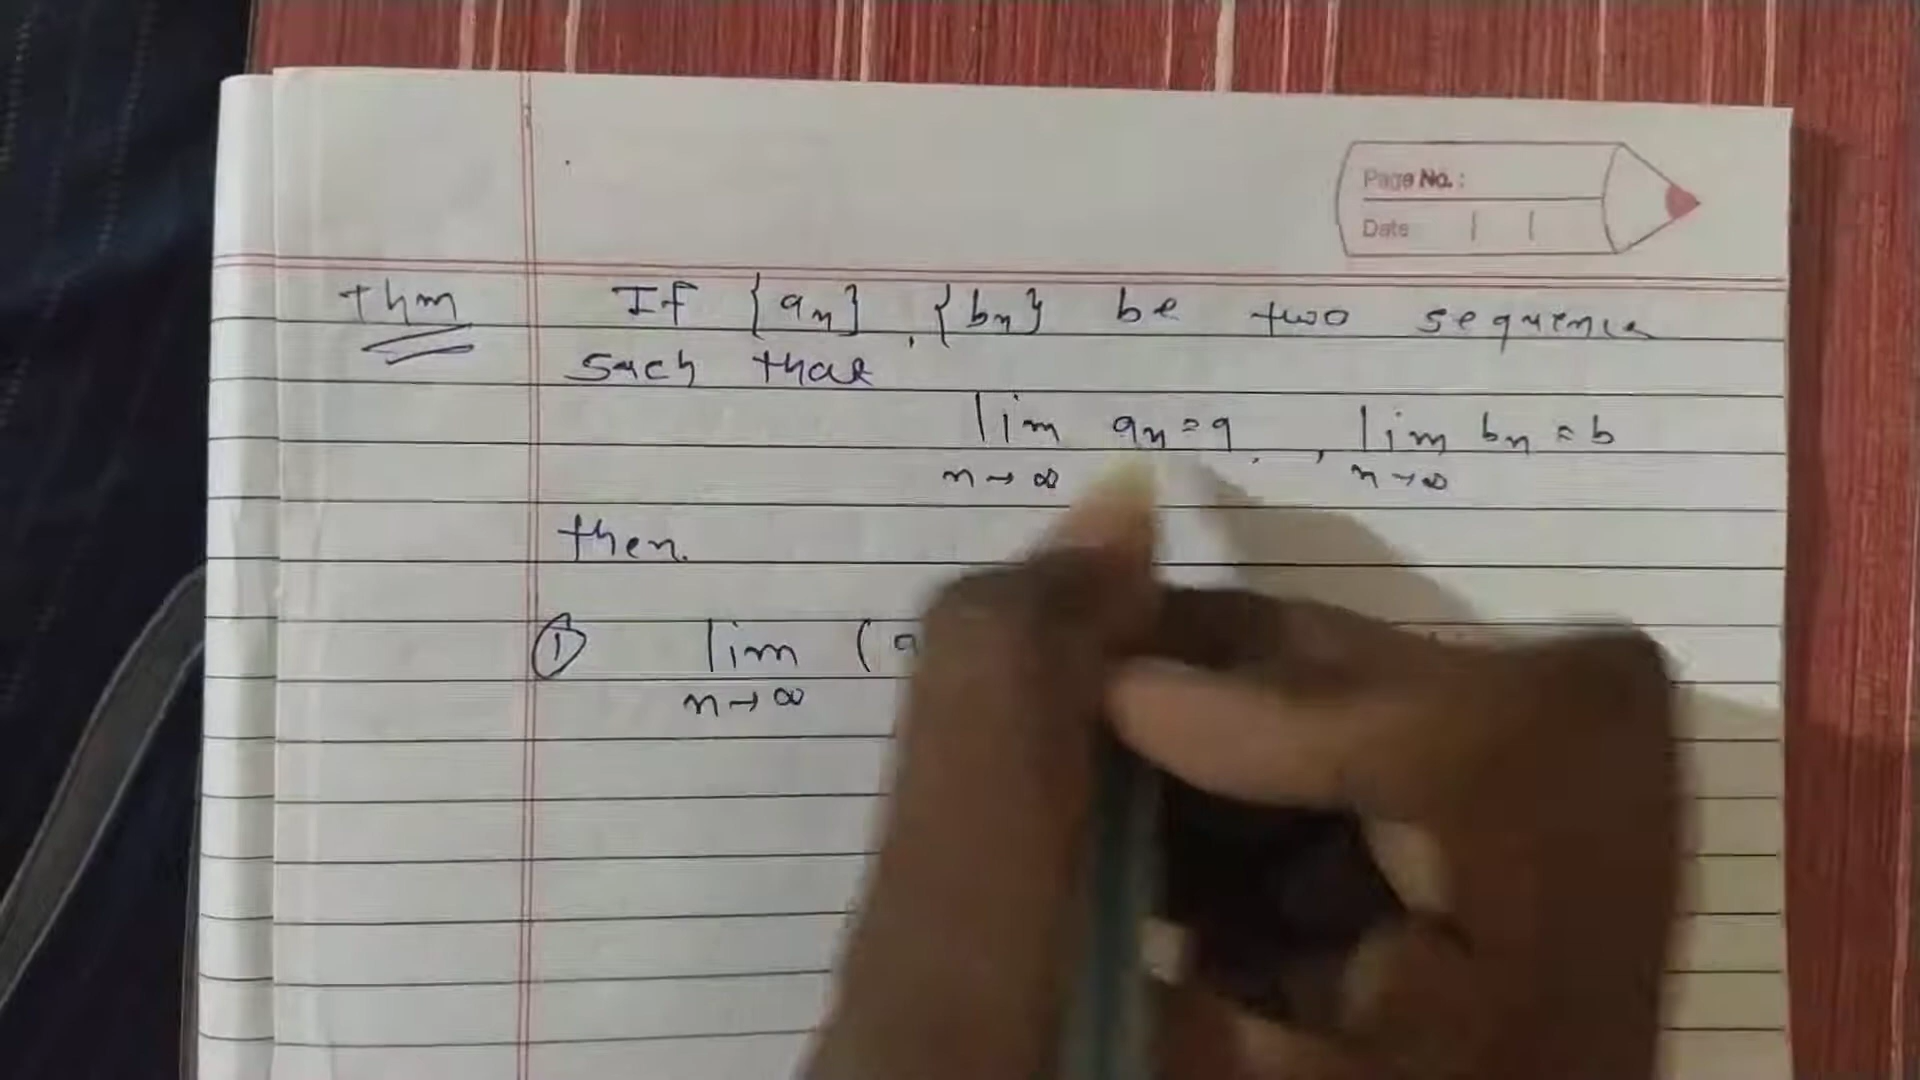 Page No. :
Date
thm If {an}, {bn} be two sequence
such that
lim an = a, lim bn = b
n→∞ n→∞
then.
① lim (a
n→∞